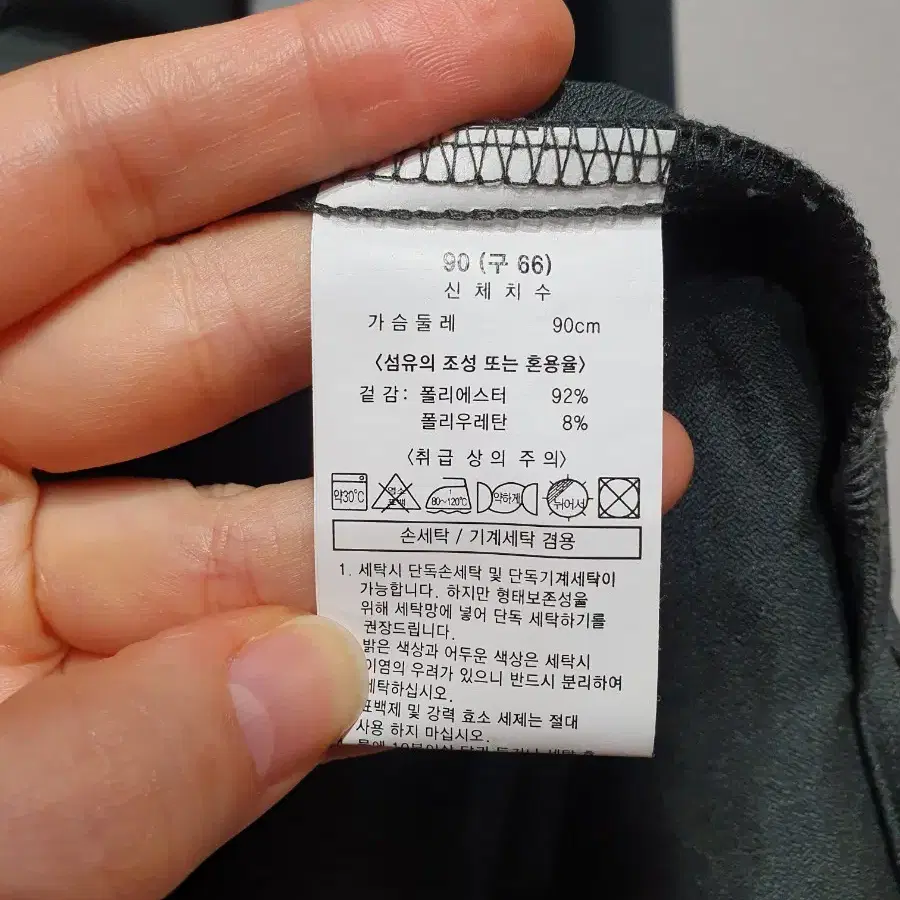 90 (구 66)
신 체 치 수
가 슴 둘 레 90cm
〈섬유의 조성 또는 혼용율〉
겉 감: 폴리에스터 92%
폴리우레탄 8%
〈취 급 상 의 주 의〉
약30℃ 염소 표백 80~120℃ 약하게 뉘어서
손세탁 / 기계세탁 겸용
1. 세탁시 단독손세탁 및 단독기계세탁이
가능합니다. 하지만 형태보존성을
위해 세탁망에 넣어 단독 세탁하기를
권장드립니다.
밝은 색상과 어두운 색상은 세탁시
이염의 우려가 있으니 반드시 분리하여
세탁하십시오.
표백제 및 강력 효소 세제는 절대
사용 하지 마십시오.